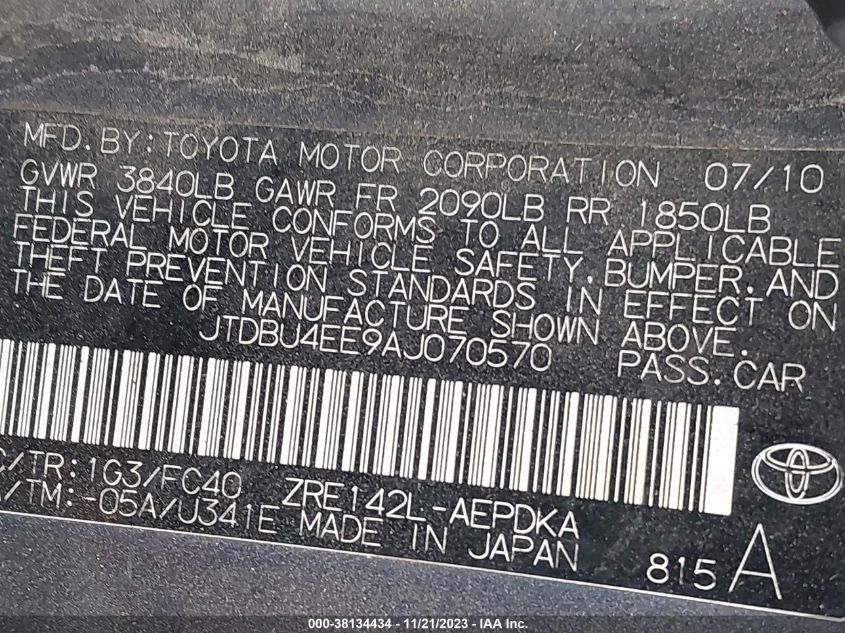 MFD.BY:TOYOTA MOTOR CORPORATION 07/10
GVWR 3840LB GAWR FR 2090LB RR 1850LB
THIS VEHICLE CONFORMS TO ALL APPLICABLE
FEDERAL MOTOR VEHICLE SAFETY,BUMPER,AND
THEFT PREVENTION STANDARDS IN EFFECT ON
THE DATE OF MANUFACTURE SHOWN ABOVE.
JTDBU4EE9AJ070570 PASS.CAR
/TR:1G3/FC40 ZRE142L-AEPDKA
/TM:-05A/U341E MADE IN JAPAN
815A
000-38134434 - 11/21/2023 - IAA Inc.